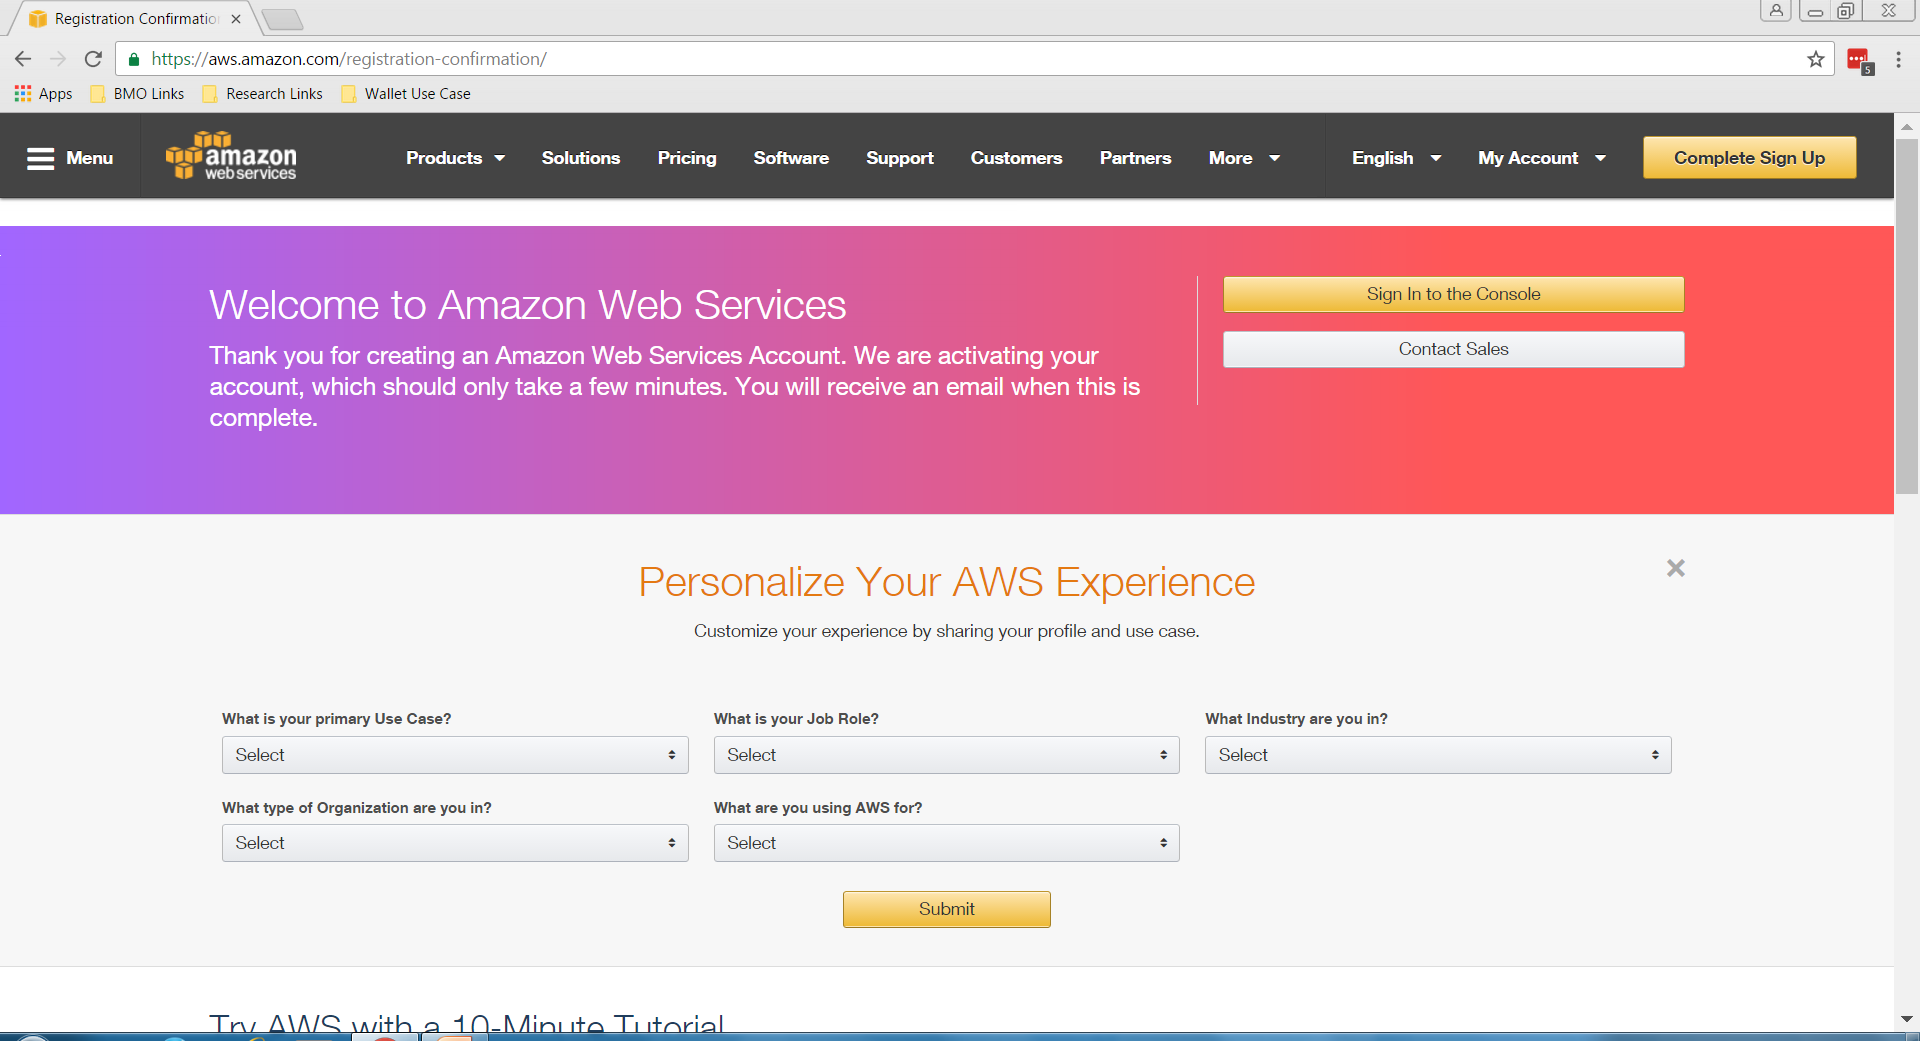 Registration Confirmatio
https://aws.amazon.com/registration-confirmation/
5
Apps BMO Links Research Links Wallet Use Case
Menu amazon web services Products Solutions Pricing Software Support Customers Partners More English My Account Complete Sign Up
Welcome to Amazon Web Services
Thank you for creating an Amazon Web Services Account. We are activating your
account, which should only take a few minutes. You will receive an email when this is
complete.
Sign In to the Console
Contact Sales
Personalize Your AWS Experience
Customize your experience by sharing your profile and use case.
What is your primary Use Case? What is your Job Role? What Industry are you in?
Select Select Select
What type of Organization are you in? What are you using AWS for?
Select Select
Submit
Try AWS with a 10-Minute Tutorial